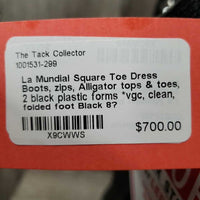 The Tack Collector
1001531-299
La Mundial Square Toe Dress
Boots, zips, Alligator tops & toes,
2 black plastic forms *vgc, clean,
folded foot Black 8?
X9CWWS
$700.00